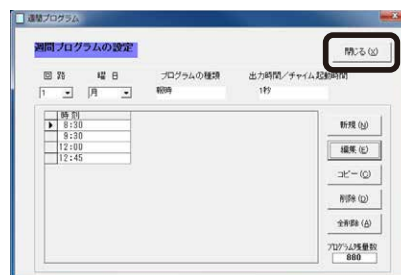 週間プログラム
週間プログラムの設定
閉じる(X)
回路 曜日 プログラムの種類 出力時間/チャイム起動時間
1 月 報時 1秒
時刻
8:30
9:30
12:00
12:45
新規(N)
編集(E)
コピー(C)
削除(D)
全削除(A)
プログラム残量数
880